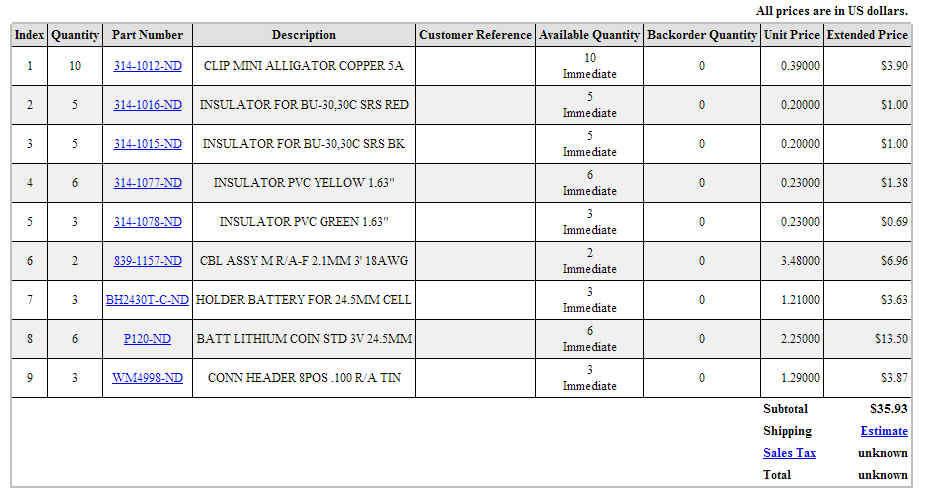 All prices are in US dollars.
Index Quantity Part Number Description Customer Reference Available Quantity Backorder Quantity Unit Price Extended Price
1 10 314-1012-ND CLIP MINI ALLIGATOR COPPER 5A 10 Immediate 0 0.39000 $3.90
2 5 314-1016-ND INSULATOR FOR BU-30,30C SRS RED 5 Immediate 0 0.20000 $1.00
3 5 314-1015-ND INSULATOR FOR BU-30,30C SRS BK 5 Immediate 0 0.20000 $1.00
4 6 314-1077-ND INSULATOR PVC YELLOW 1.63" 6 Immediate 0 0.23000 $1.38
5 3 314-1078-ND INSULATOR PVC GREEN 1.63" 3 Immediate 0 0.23000 $0.69
6 2 839-1157-ND CBL ASSY M R/A-F 2.1MM 3' 18AWG 2 Immediate 0 3.48000 $6.96
7 3 BH2430T-C-ND HOLDER BATTERY FOR 24.5MM CELL 3 Immediate 0 1.21000 $3.63
8 6 P120-ND BATT LITHIUM COIN STD 3V 24.5MM 6 Immediate 0 2.25000 $13.50
9 3 WM4998-ND CONN HEADER 8POS .100 R/A TIN 3 Immediate 0 1.29000 $3.87
Subtotal $35.93
Shipping Estimate
Sales Tax unknown
Total unknown